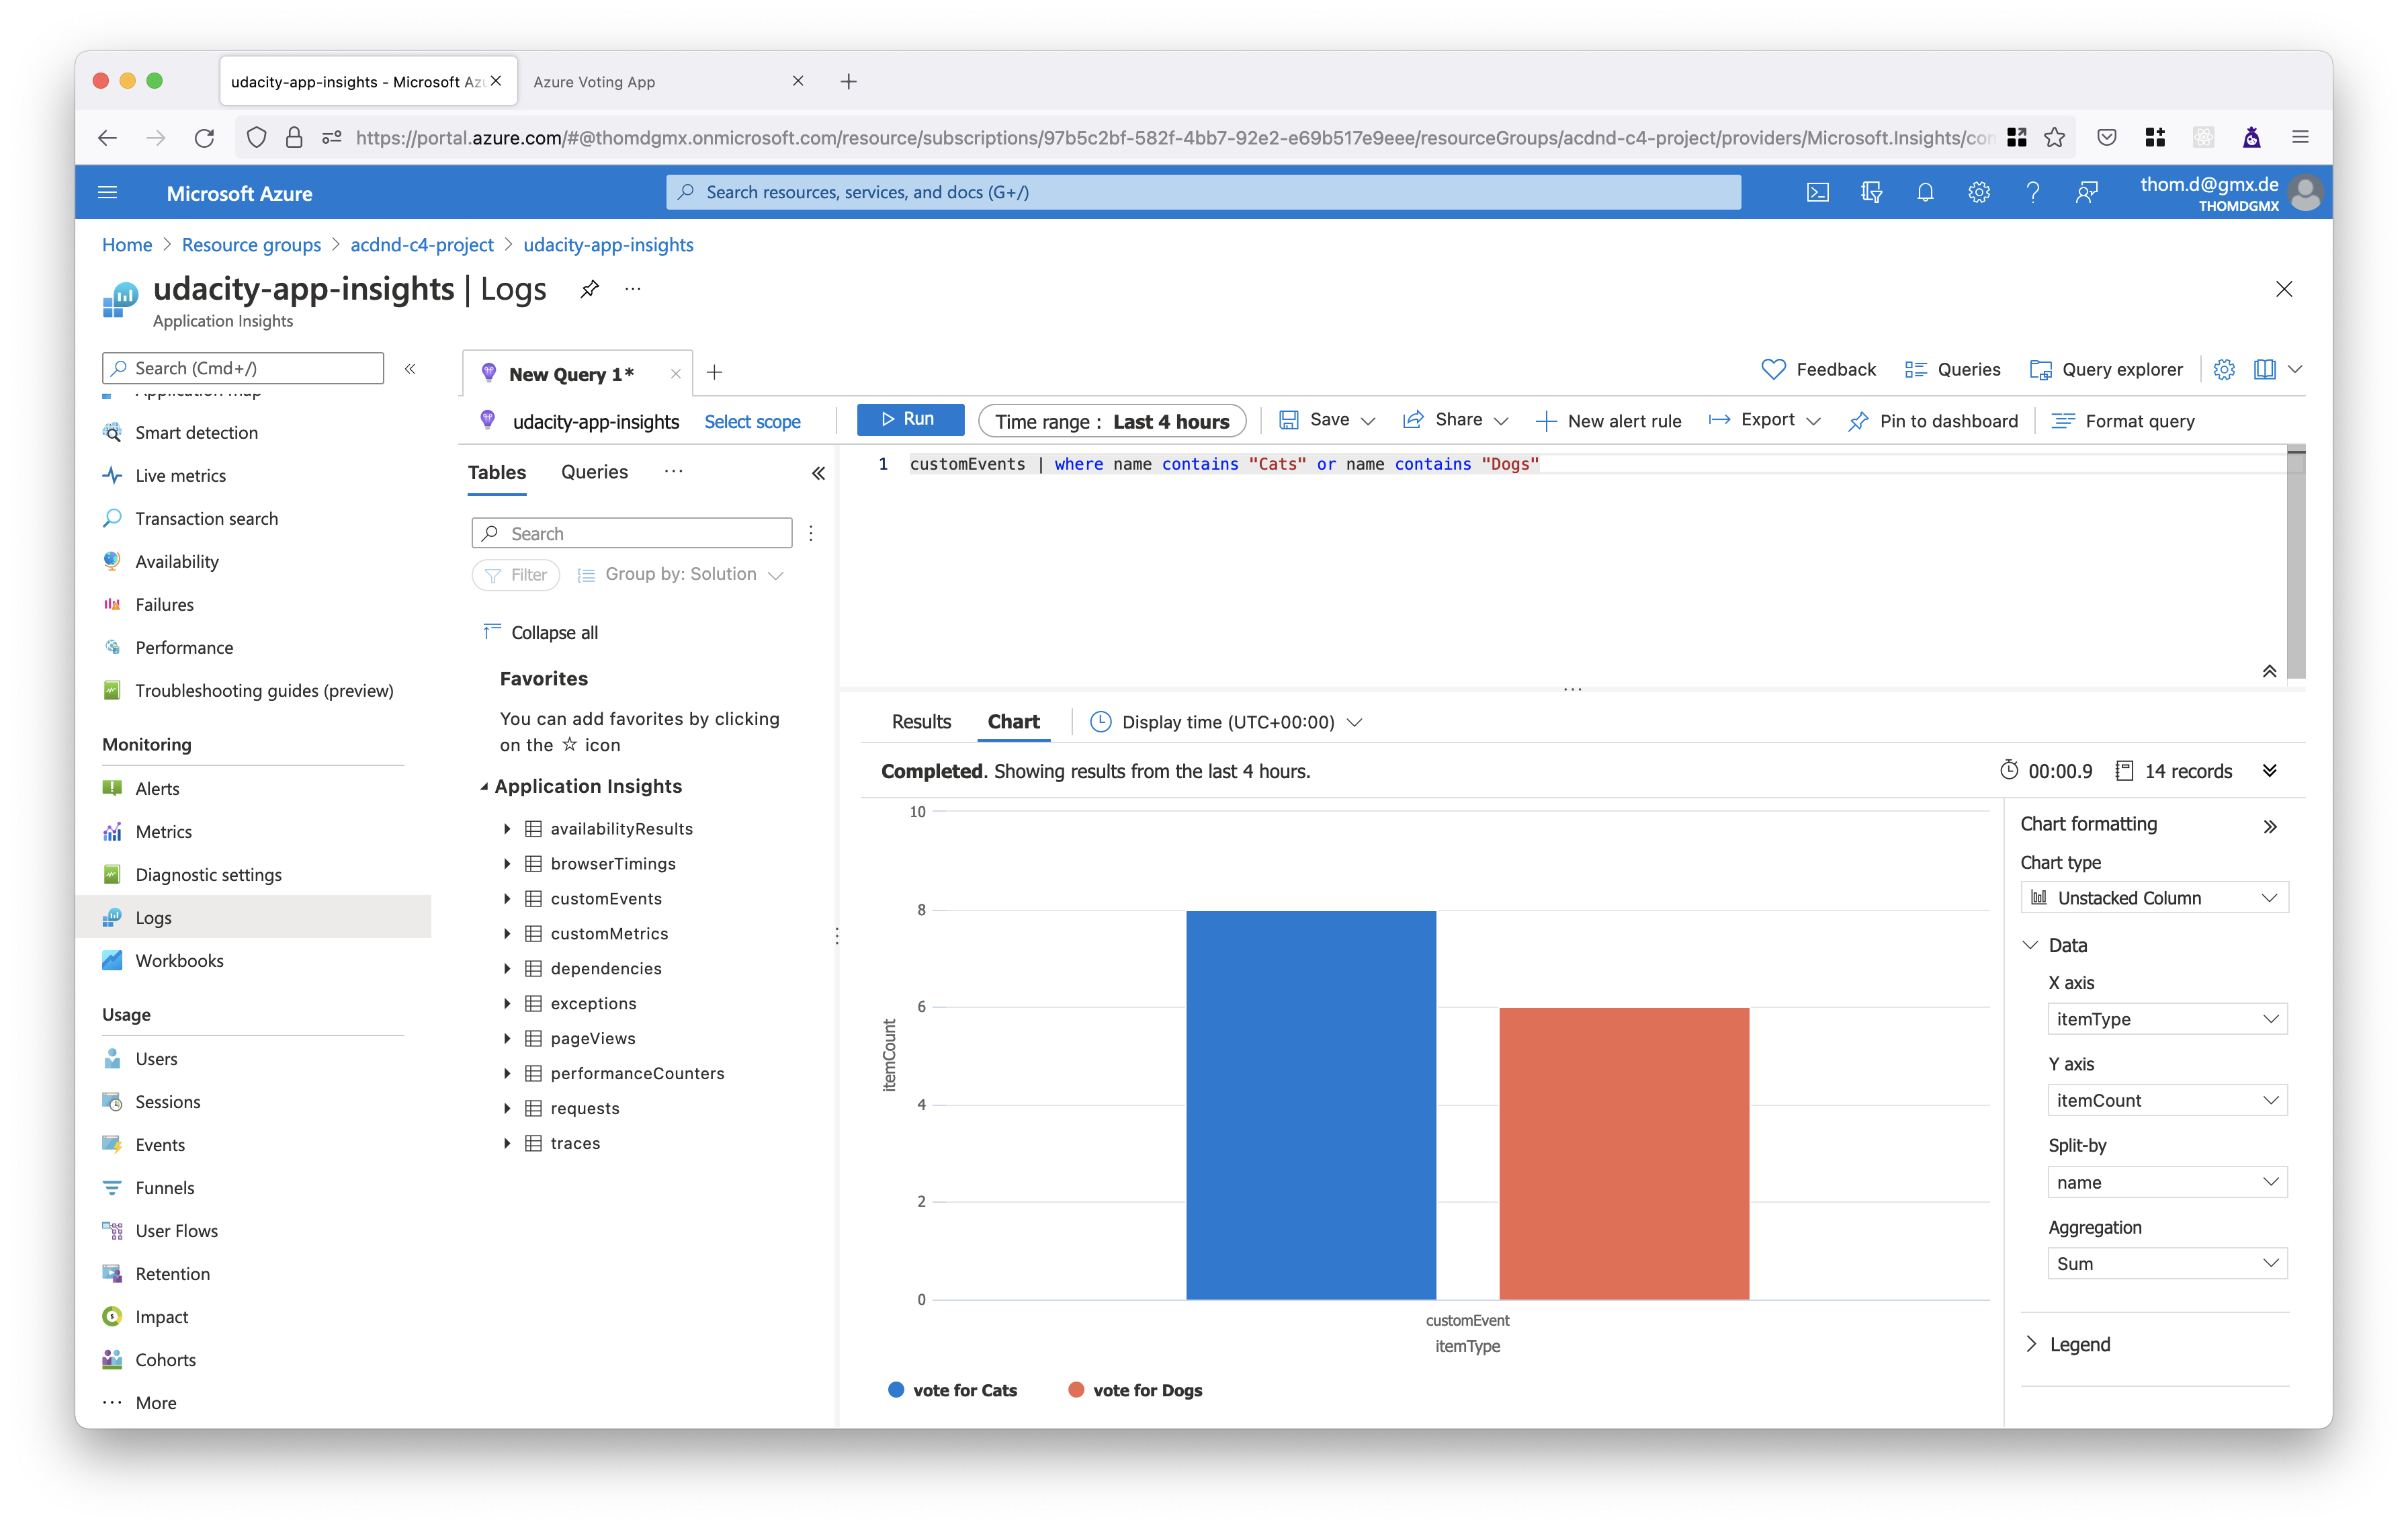 udacity-app-insights - Microsoft Azu
Azure Voting App
https://portal.azure.com/#@thomdgmx.onmicrosoft.com/resource/subscriptions/97b5c2bf-582f-4bb7-92e2-e69b517e9eee/resourceGroups/acdnd-c4-project/providers/Microsoft.Insights/con
Microsoft Azure
Search resources, services, and docs (G+/)
thom.d@gmx.de
THOMDGMX
Home > Resource groups > acdnd-c4-project > udacity-app-insights
udacity-app-insights | Logs
Application Insights
Search (Cmd+/)
Application map
Smart detection
Live metrics
Transaction search
Availability
Failures
Performance
Troubleshooting guides (preview)
Monitoring
Alerts
Metrics
Diagnostic settings
Logs
Workbooks
Usage
Users
Sessions
Events
Funnels
User Flows
Retention
Impact
Cohorts
More
New Query 1*
Feedback
Queries
Query explorer
udacity-app-insights
Select scope
Run
Time range : Last 4 hours
Save
Share
New alert rule
Export
Pin to dashboard
Format query
Tables
Queries
Search
Filter
Group by: Solution
Collapse all
Favorites
You can add favorites by clicking
on the ☆ icon
Application Insights
availabilityResults
browserTimings
customEvents
customMetrics
dependencies
exceptions
pageViews
performanceCounters
requests
traces
1 customEvents | where name contains "Cats" or name contains "Dogs"
Results
Chart
Display time (UTC+00:00)
Completed. Showing results from the last 4 hours.
00:00.9
14 records
10
8
6
4
2
0
itemCount
customEvent
itemType
vote for Cats
vote for Dogs
Chart formatting
Chart type
Unstacked Column
Data
X axis
itemType
Y axis
itemCount
Split-by
name
Aggregation
Sum
Legend